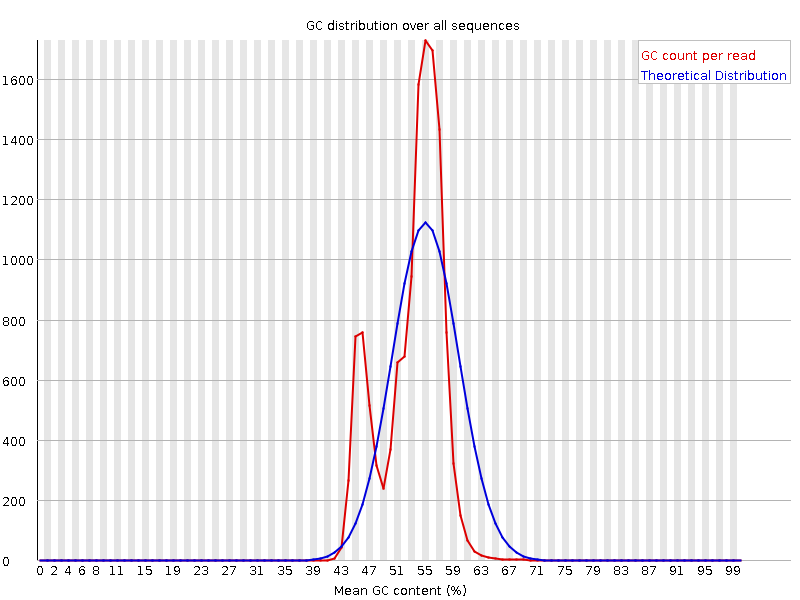 GC distribution over all sequences
GC count per read
Theoretical Distribution
1600
1400
1200
1000
800
600
400
200
0
0 2 4 6 8 11 15 19 23 27 31 35 39 43 47 51 55 59 63 67 71 75 79 83 87 91 95 99
Mean GC content (%)